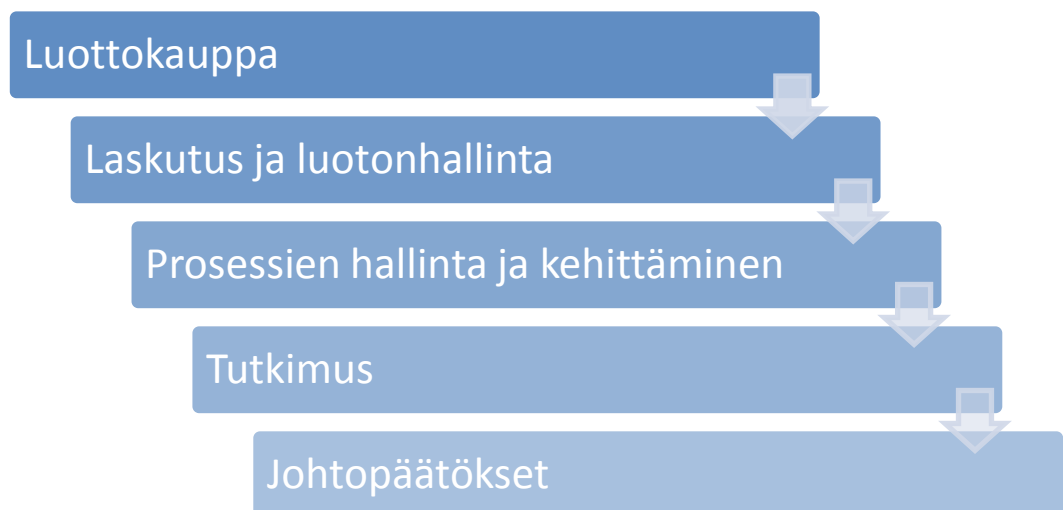 Luottokauppa
Laskutus ja luotonhallinta
Prosessien hallinta ja kehittäminen
Tutkimus
Johtopäätökset